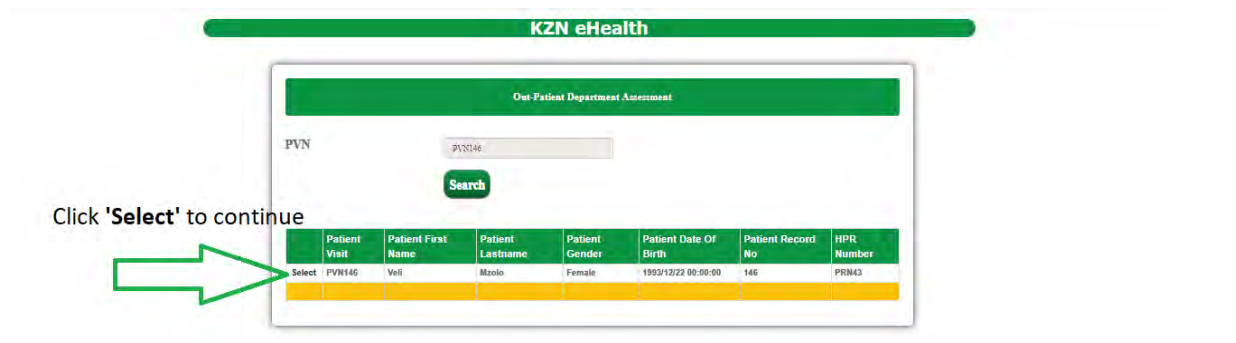 KZN eHealth
Out-Patient Department Assessment
PVN
PVN146
Search
Click 'Select' to continue
Patient Visit Patient First Name Patient Lastname Patient Gender Patient Date Of Birth Patient Record No HPR Number
Select PVN146 Veli Mzolo Female 1993/12/22 00:00:00 146 PRN43